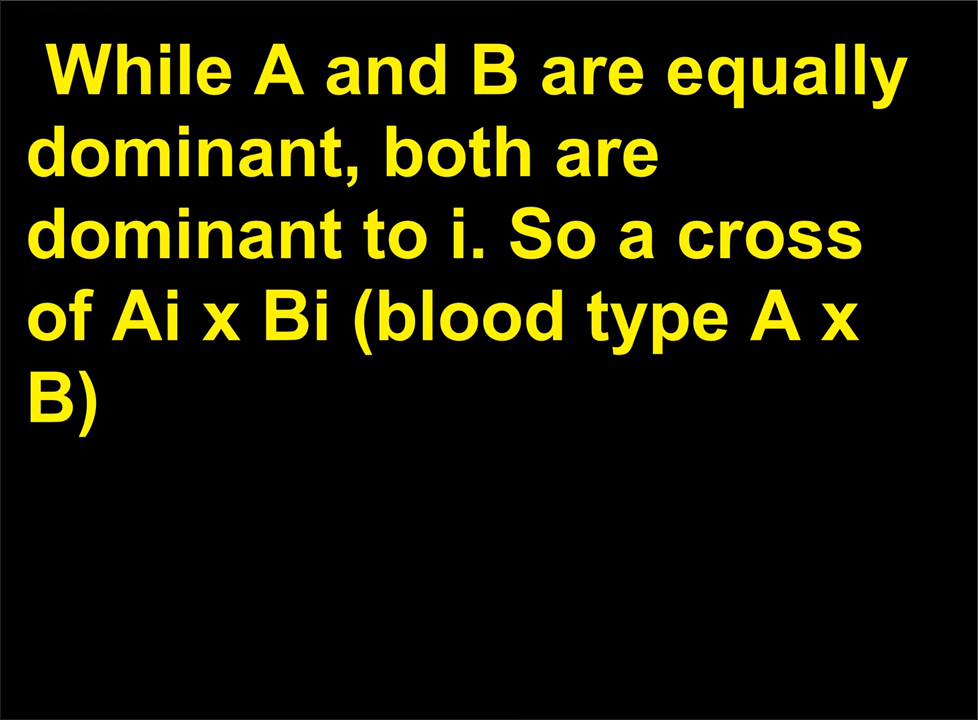 While A and B are equally
dominant, both are
dominant to i. So a cross
of Ai x Bi (blood type A x
B)